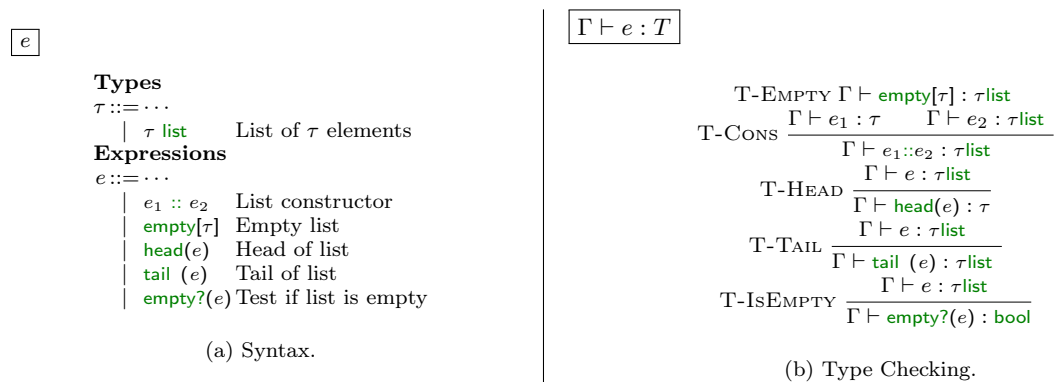 e
Types
τ ::= ···
| τ list List of τ elements
Expressions
e ::= ···
| e₁ :: e₂ List constructor
| empty[τ] Empty list
| head(e) Head of list
| tail (e) Tail of list
| empty?(e) Test if list is empty
(a) Syntax.
Γ ⊢ e : T
T-Empty Γ ⊢ empty[τ] : τlist
Γ ⊢ e₁ : τ Γ ⊢ e₂ : τlist
T-Cons
Γ ⊢ e₁::e₂ : τlist
Γ ⊢ e : τlist
T-Head
Γ ⊢ head(e) : τ
Γ ⊢ e : τlist
T-Tail
Γ ⊢ tail (e) : τlist
Γ ⊢ e : τlist
T-IsEmpty
Γ ⊢ empty?(e) : bool
(b) Type Checking.